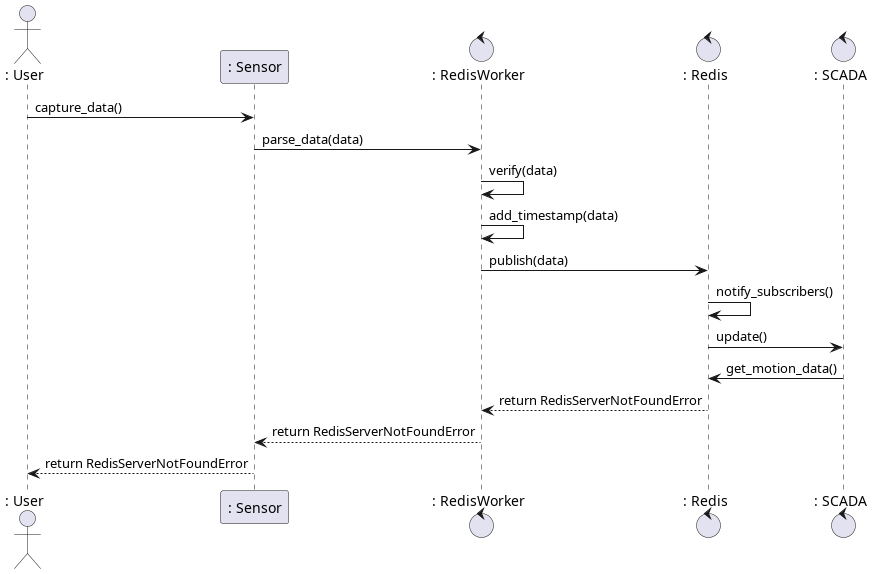 : User
: Sensor
: RedisWorker
: Redis
: SCADA
capture_data()
parse_data(data)
verify(data)
add_timestamp(data)
publish(data)
notify_subscribers()
update()
get_motion_data()
return RedisServerNotFoundError
return RedisServerNotFoundError
return RedisServerNotFoundError
: User
: Sensor
: RedisWorker
: Redis
: SCADA